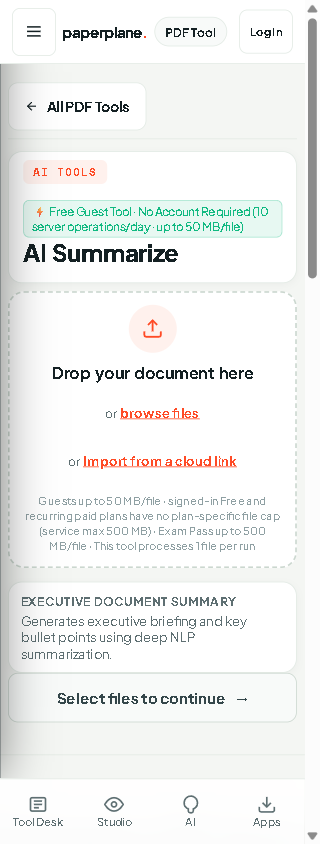 paperplane.
PDF Tool
Log In
← All PDF Tools
AI TOOLS
⚡ Free Guest Tool · No Account Required (10
server operations/day · up to 50 MB/file)
AI Summarize
Drop your document here
or browse files
or Import from a cloud link
Guests up to 50 MB/file · signed-in Free and
recurring paid plans have no plan-specific file cap
(service max 500 MB) · Exam Pass up to 500
MB/file · This tool processes 1 file per run
EXECUTIVE DOCUMENT SUMMARY
Generates executive briefing and key
bullet points using deep NLP
summarization.
Select files to continue →
Tool Desk
Studio
AI
Apps